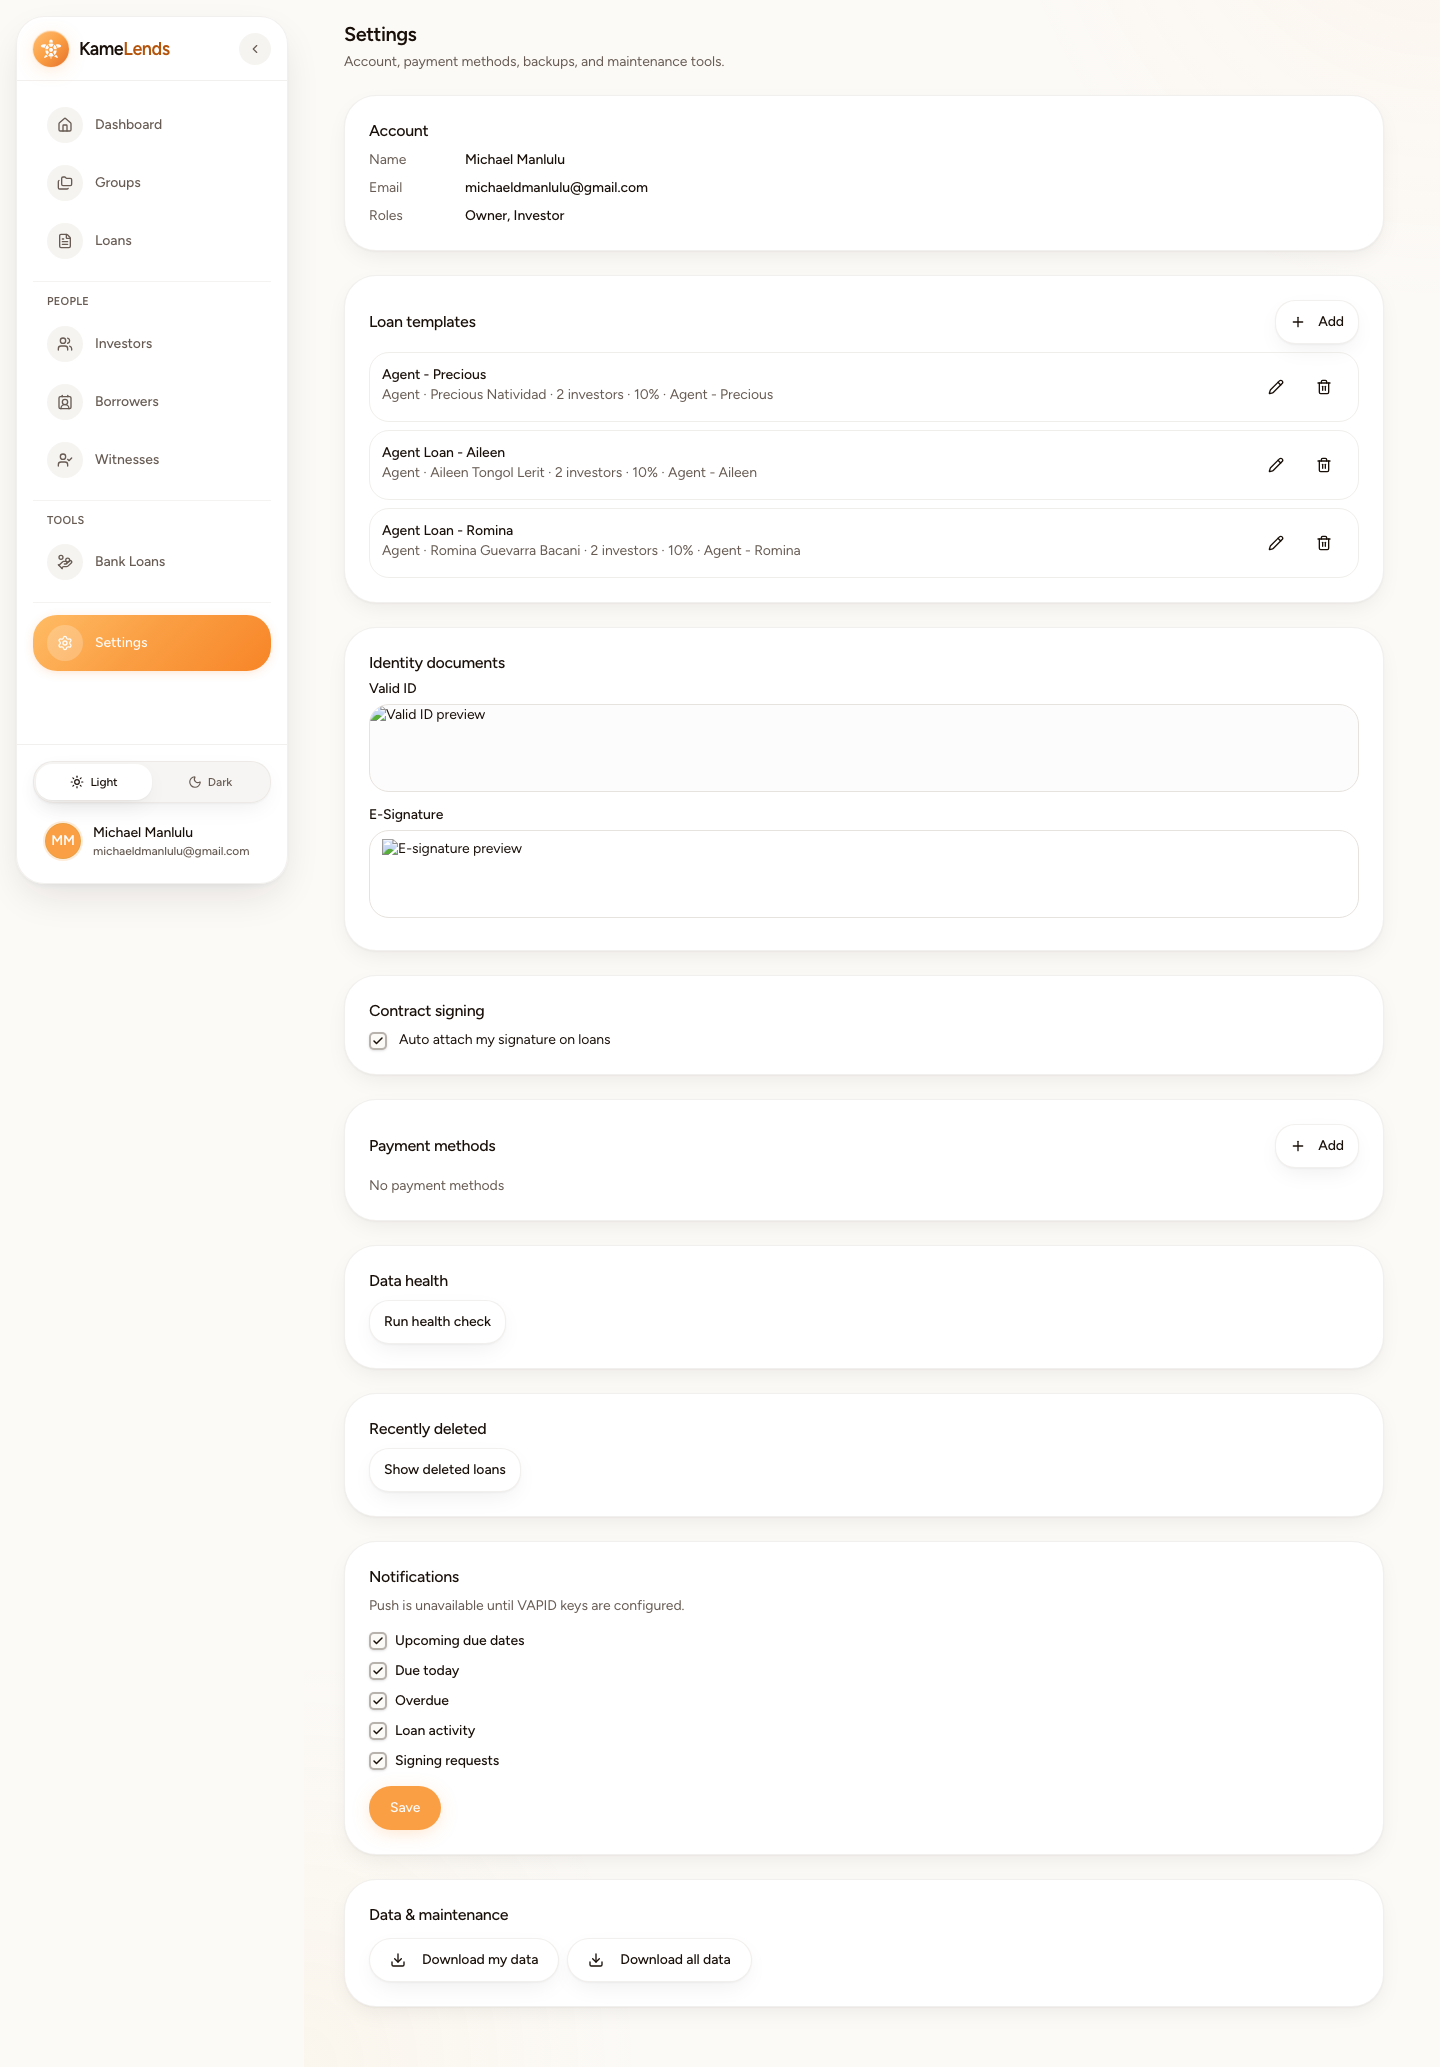 KameLends
Dashboard
Groups
Loans
PEOPLE
Investors
Borrowers
Witnesses
TOOLS
Bank Loans
Settings
Light
Dark
MM
Michael Manlulu
michaeldmanlulu@gmail.com
Settings
Account, payment methods, backups, and maintenance tools.
Account
Name Michael Manlulu
Email michaeldmanlulu@gmail.com
Roles Owner, Investor
Loan templates
Add
Agent - Precious
Agent · Precious Natividad · 2 investors · 10% · Agent - Precious
Agent Loan - Aileen
Agent · Aileen Tongol Lerit · 2 investors · 10% · Agent - Aileen
Agent Loan - Romina
Agent · Romina Guevarra Bacani · 2 investors · 10% · Agent - Romina
Identity documents
Valid ID
Valid ID preview
E-Signature
E-signature preview
Contract signing
Auto attach my signature on loans
Payment methods
Add
No payment methods
Data health
Run health check
Recently deleted
Show deleted loans
Notifications
Push is unavailable until VAPID keys are configured.
Upcoming due dates
Due today
Overdue
Loan activity
Signing requests
Save
Data & maintenance
Download my data
Download all data